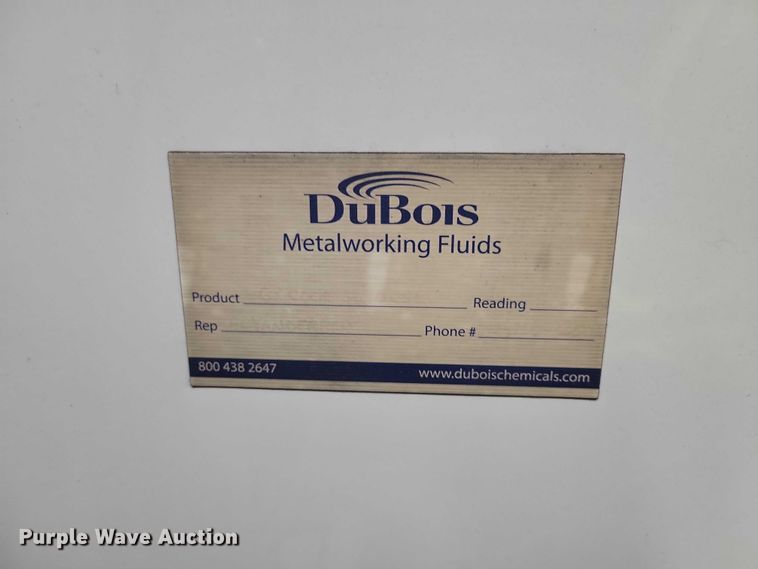 DuBois
Metalworking Fluids
Product Reading
Rep Phone #
800 438 2647 www.duboischemicals.com
Purple Wave Auction